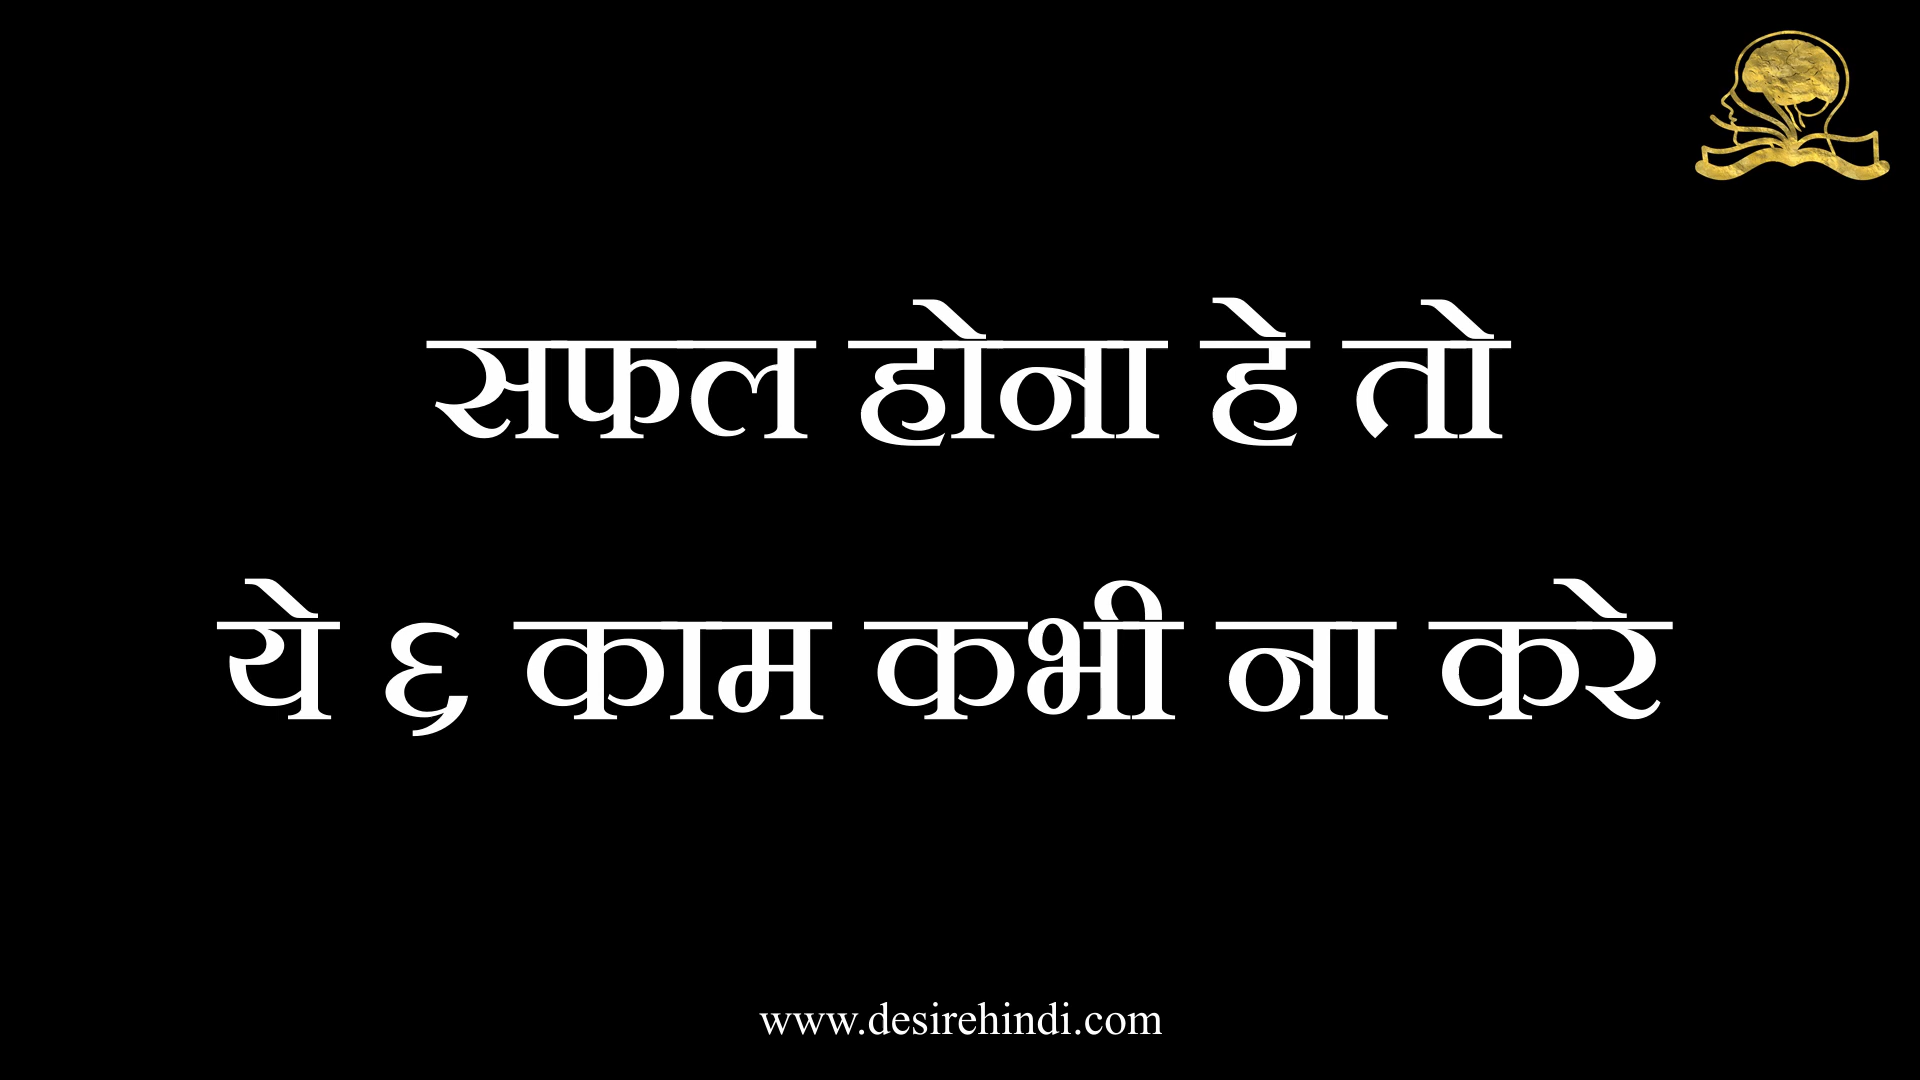 सफल होना हे तो
ये ६ काम कभी ना करे
www.desirehindi.com